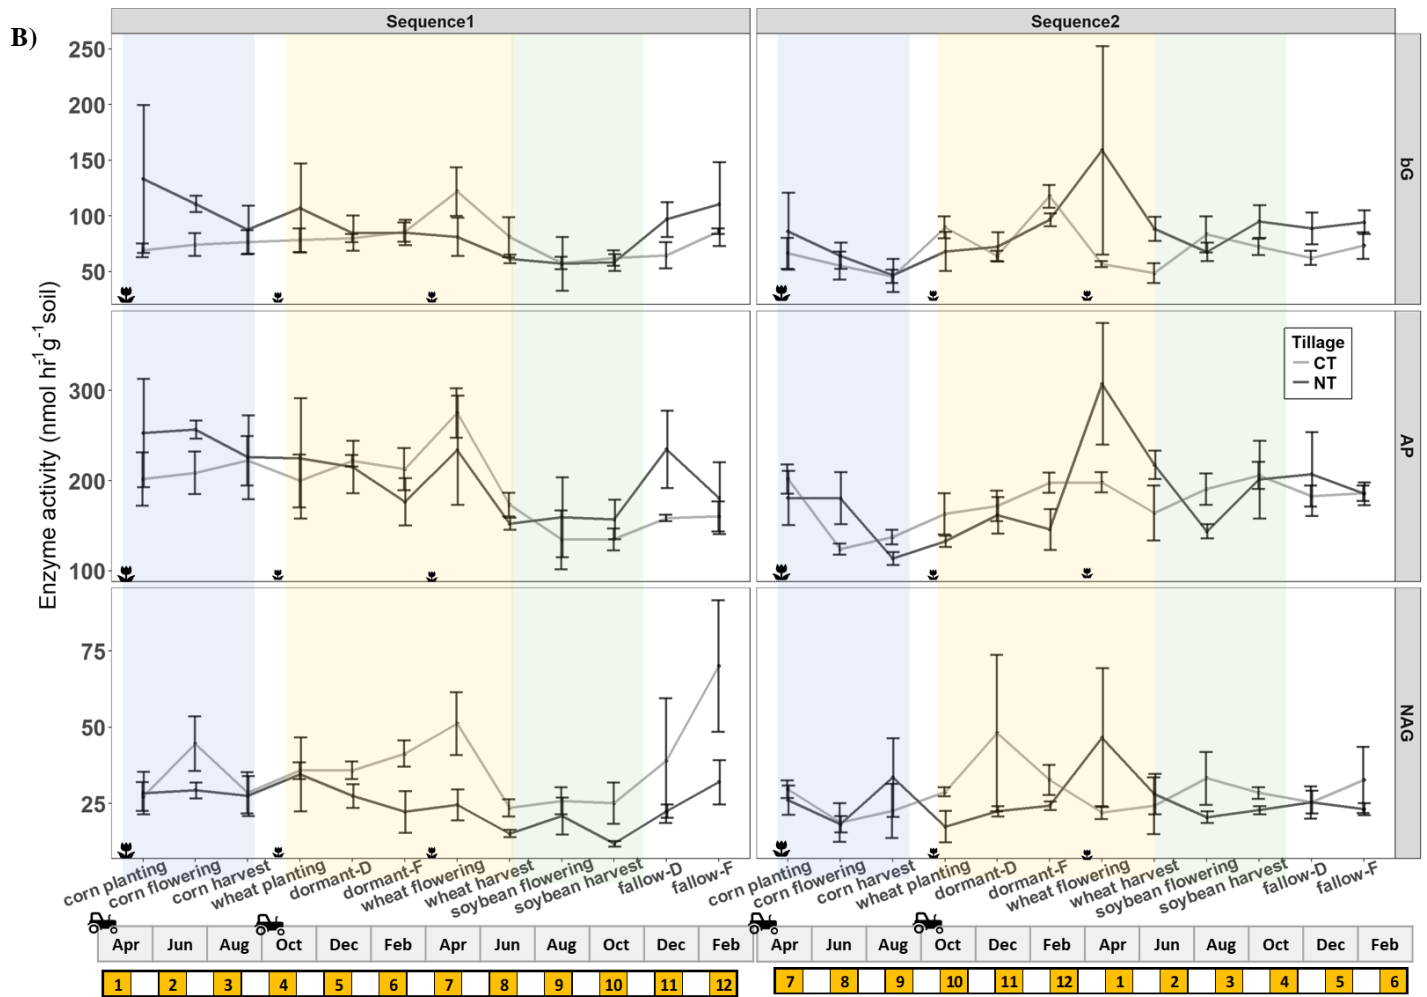 B)
Sequence1 Sequence2
Enzyme activity (nmol hr⁻¹g⁻¹soil)
250
200
150
100
50
bG
300
200
100
AP
Tillage
CT
NT
75
50
25
NAG
corn planting corn flowering corn harvest wheat planting dormant-D dormant-F wheat flowering wheat harvest soybean flowering soybean harvest fallow-D fallow-F corn planting corn flowering corn harvest wheat planting dormant-D dormant-F wheat flowering wheat harvest soybean flowering soybean harvest fallow-D fallow-F
Apr Jun Aug Oct Dec Feb Apr Jun Aug Oct Dec Feb Apr Jun Aug Oct Dec Feb Apr Jun Aug Oct Dec Feb
1 2 3 4 5 6 7 8 9 10 11 12 7 8 9 10 11 12 1 2 3 4 5 6